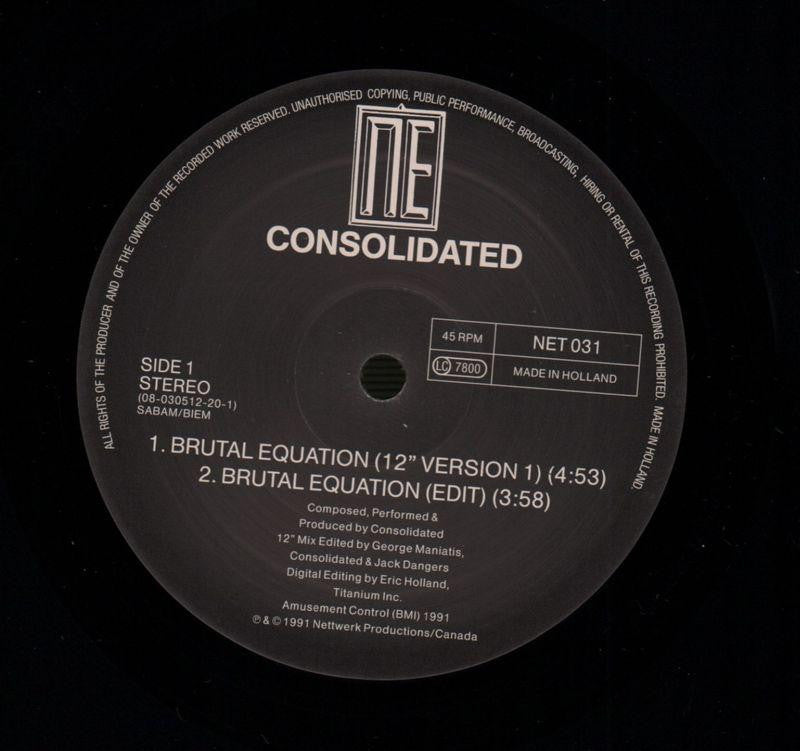 ALL RIGHTS OF THE PRODUCER AND OF THE OWNER OF THE RECORDED WORK RESERVED. UNAUTHORISED COPYING, PUBLIC PERFORMANCE, BROADCASTING, HIRING OR RENTAL OF THIS RECORDING PROHIBITED. MADE IN HOLLAND.
NE
CONSOLIDATED
45 RPM
NET 031
LC 7800
MADE IN HOLLAND
SIDE 1
STEREO
(08-030512-20-1)
SABAM/BIEM
1. BRUTAL EQUATION (12" VERSION 1) (4:53)
2. BRUTAL EQUATION (EDIT) (3:58)
Composed, Performed &
Produced by Consolidated
12" Mix Edited by George Maniatis,
Consolidated & Jack Dangers
Digital Editing by Eric Holland,
Titanium Inc.
Amusement Control (BMI) 1991
℗ & © 1991 Nettwerk Productions/Canada